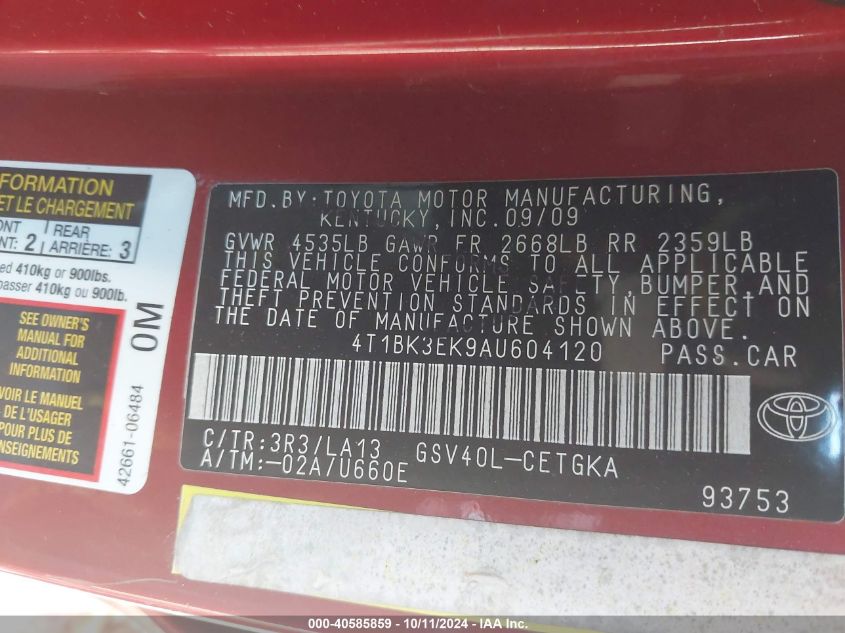 FORMATION
ET LE CHARGEMENT
ONT
NT: 2
REAR
ARRIÈRE: 3
ed 410kg or 900lbs.
passer 410kg ou 900lb.
SEE OWNER'S
MANUAL FOR
ADDITIONAL
INFORMATION
VOIR LE MANUEL
DE L'USAGER
POUR PLUS DE
NSEIGNEMENTS
0M
42661-06484
MFD.BY:TOYOTA MOTOR MANUFACTURING,
KENTUCKY, INC.09/09
GVWR 4535LB GAWR FR 2668LB RR 2359LB
THIS VEHICLE CONFORMS TO ALL APPLICABLE
FEDERAL MOTOR VEHICLE SAFETY,BUMPER,AND
THEFT PREVENTION STANDARDS IN EFFECT ON
THE DATE OF MANUFACTURE SHOWN ABOVE.
4T1BK3EK9AU604120 PASS.CAR
C/TR:3R3/LA13 GSV40L-CETGKA
A/TM:-02A/U660E
93753
TOYOTA
000-40585859 - 10/11/2024 - IAA Inc.